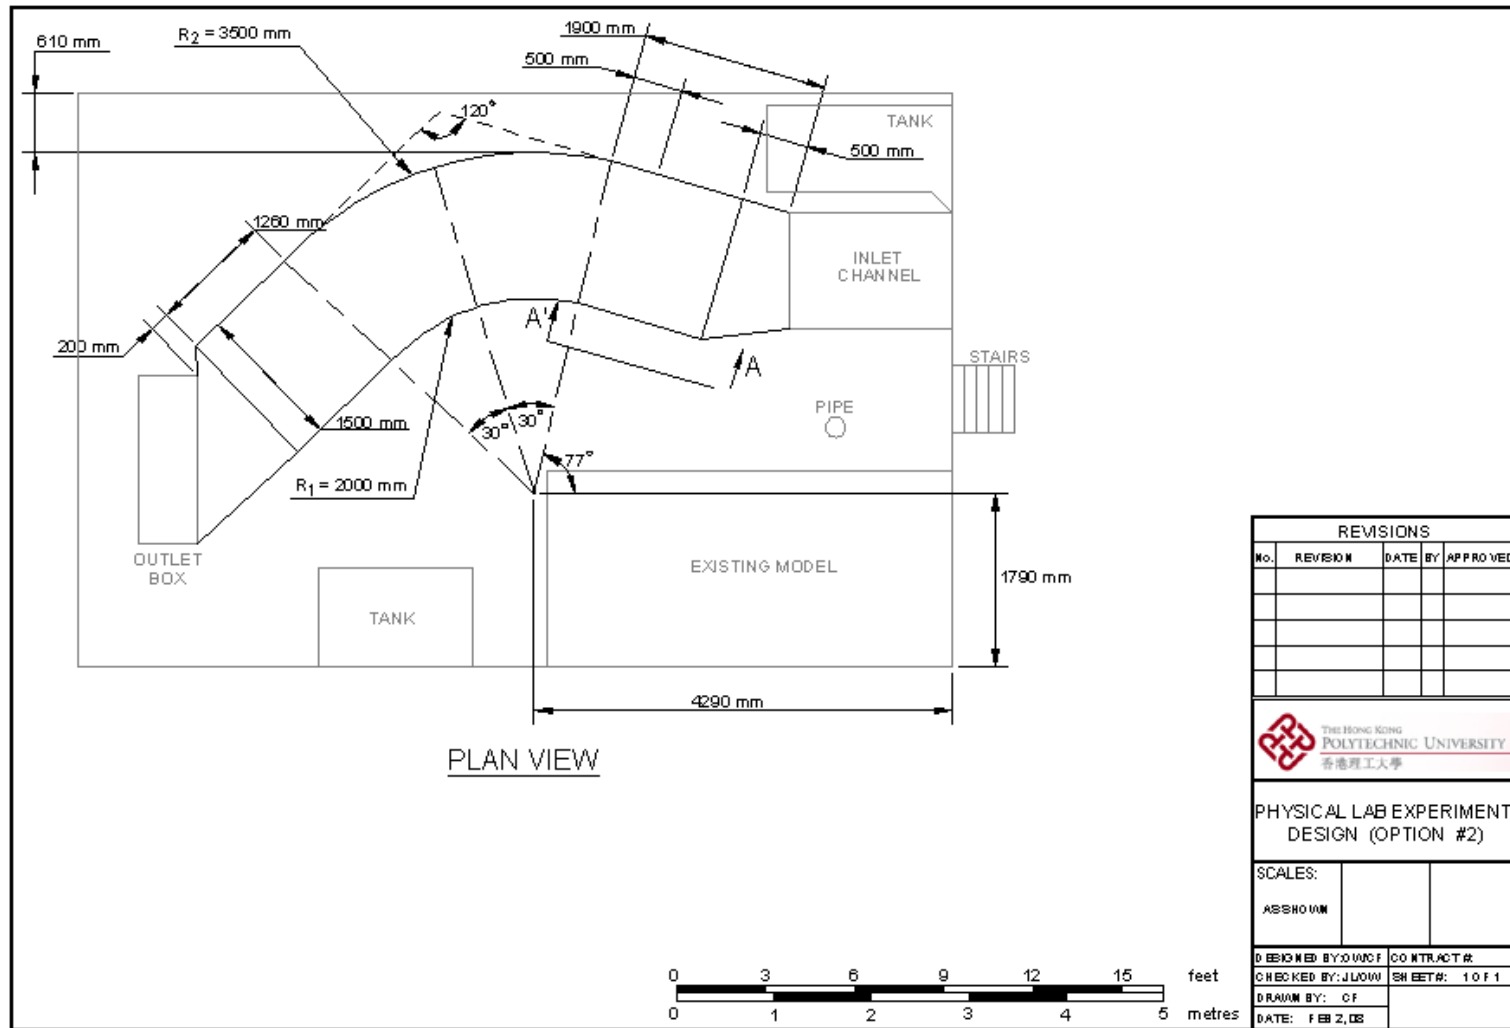 610 mm
R2 = 3500 mm
1900 mm
500 mm
120°
TANK
500 mm
1260 mm
INLET
CHANNEL
A'
200 mm
A
STAIRS
PIPE
1500 mm
30°
30°
77°
R1 = 2000 mm
OUTLET
BOX
EXISTING MODEL
1790 mm
TANK
4290 mm
PLAN VIEW
REVISIONS
No. REVISION DATE BY APPROVED
THE HONG KONG
POLYTECHNIC UNIVERSITY
香港理工大學
PHYSICAL LAB EXPERIMENT
DESIGN (OPTION #2)
SCALES:
AS SHOWN
DESIGNED BY: CONTRACT #:
CHECKED BY: SHEET #: 1 OF 1
DRAWN BY: CF
DATE: FEB 2, 08
0 3 6 9 12 15 feet
0 1 2 3 4 5 metres